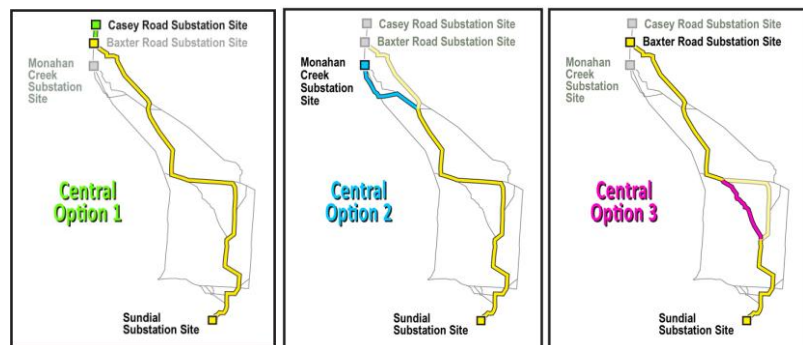 Casey Road Substation Site
Baxter Road Substation Site
Monahan
Creek
Substation
Site
Central
Option 1
Sundial
Substation Site
Casey Road Substation Site
Baxter Road Substation Site
Monahan
Creek
Substation
Site
Central
Option 2
Sundial
Substation Site
Casey Road Substation Site
Baxter Road Substation Site
Monahan
Creek
Substation
Site
Central
Option 3
Sundial
Substation Site